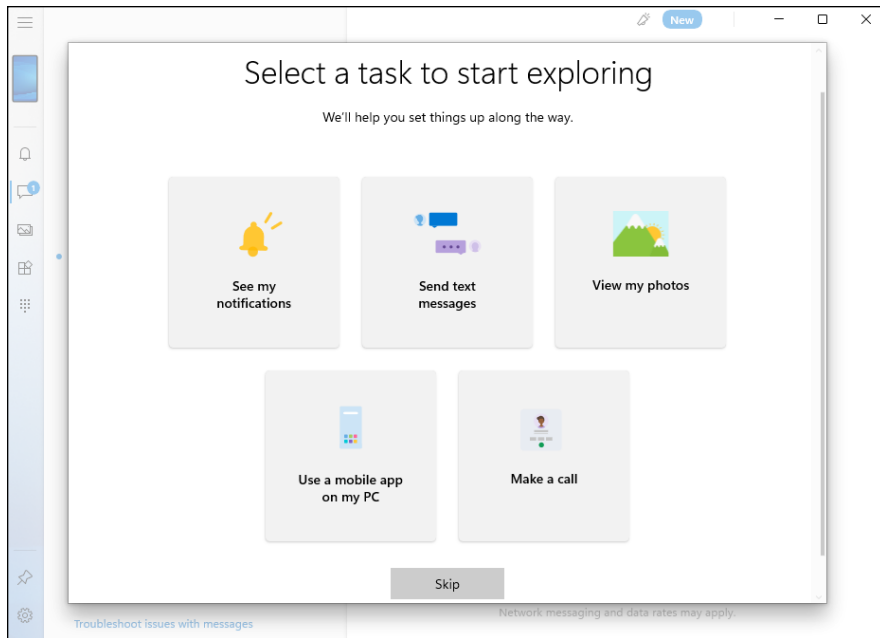 New
Select a task to start exploring
We'll help you set things up along the way.
1
See my
notifications
Send text
messages
View my photos
Use a mobile app
on my PC
Make a call
Skip
Network messaging and data rates may apply.
Troubleshoot issues with messages